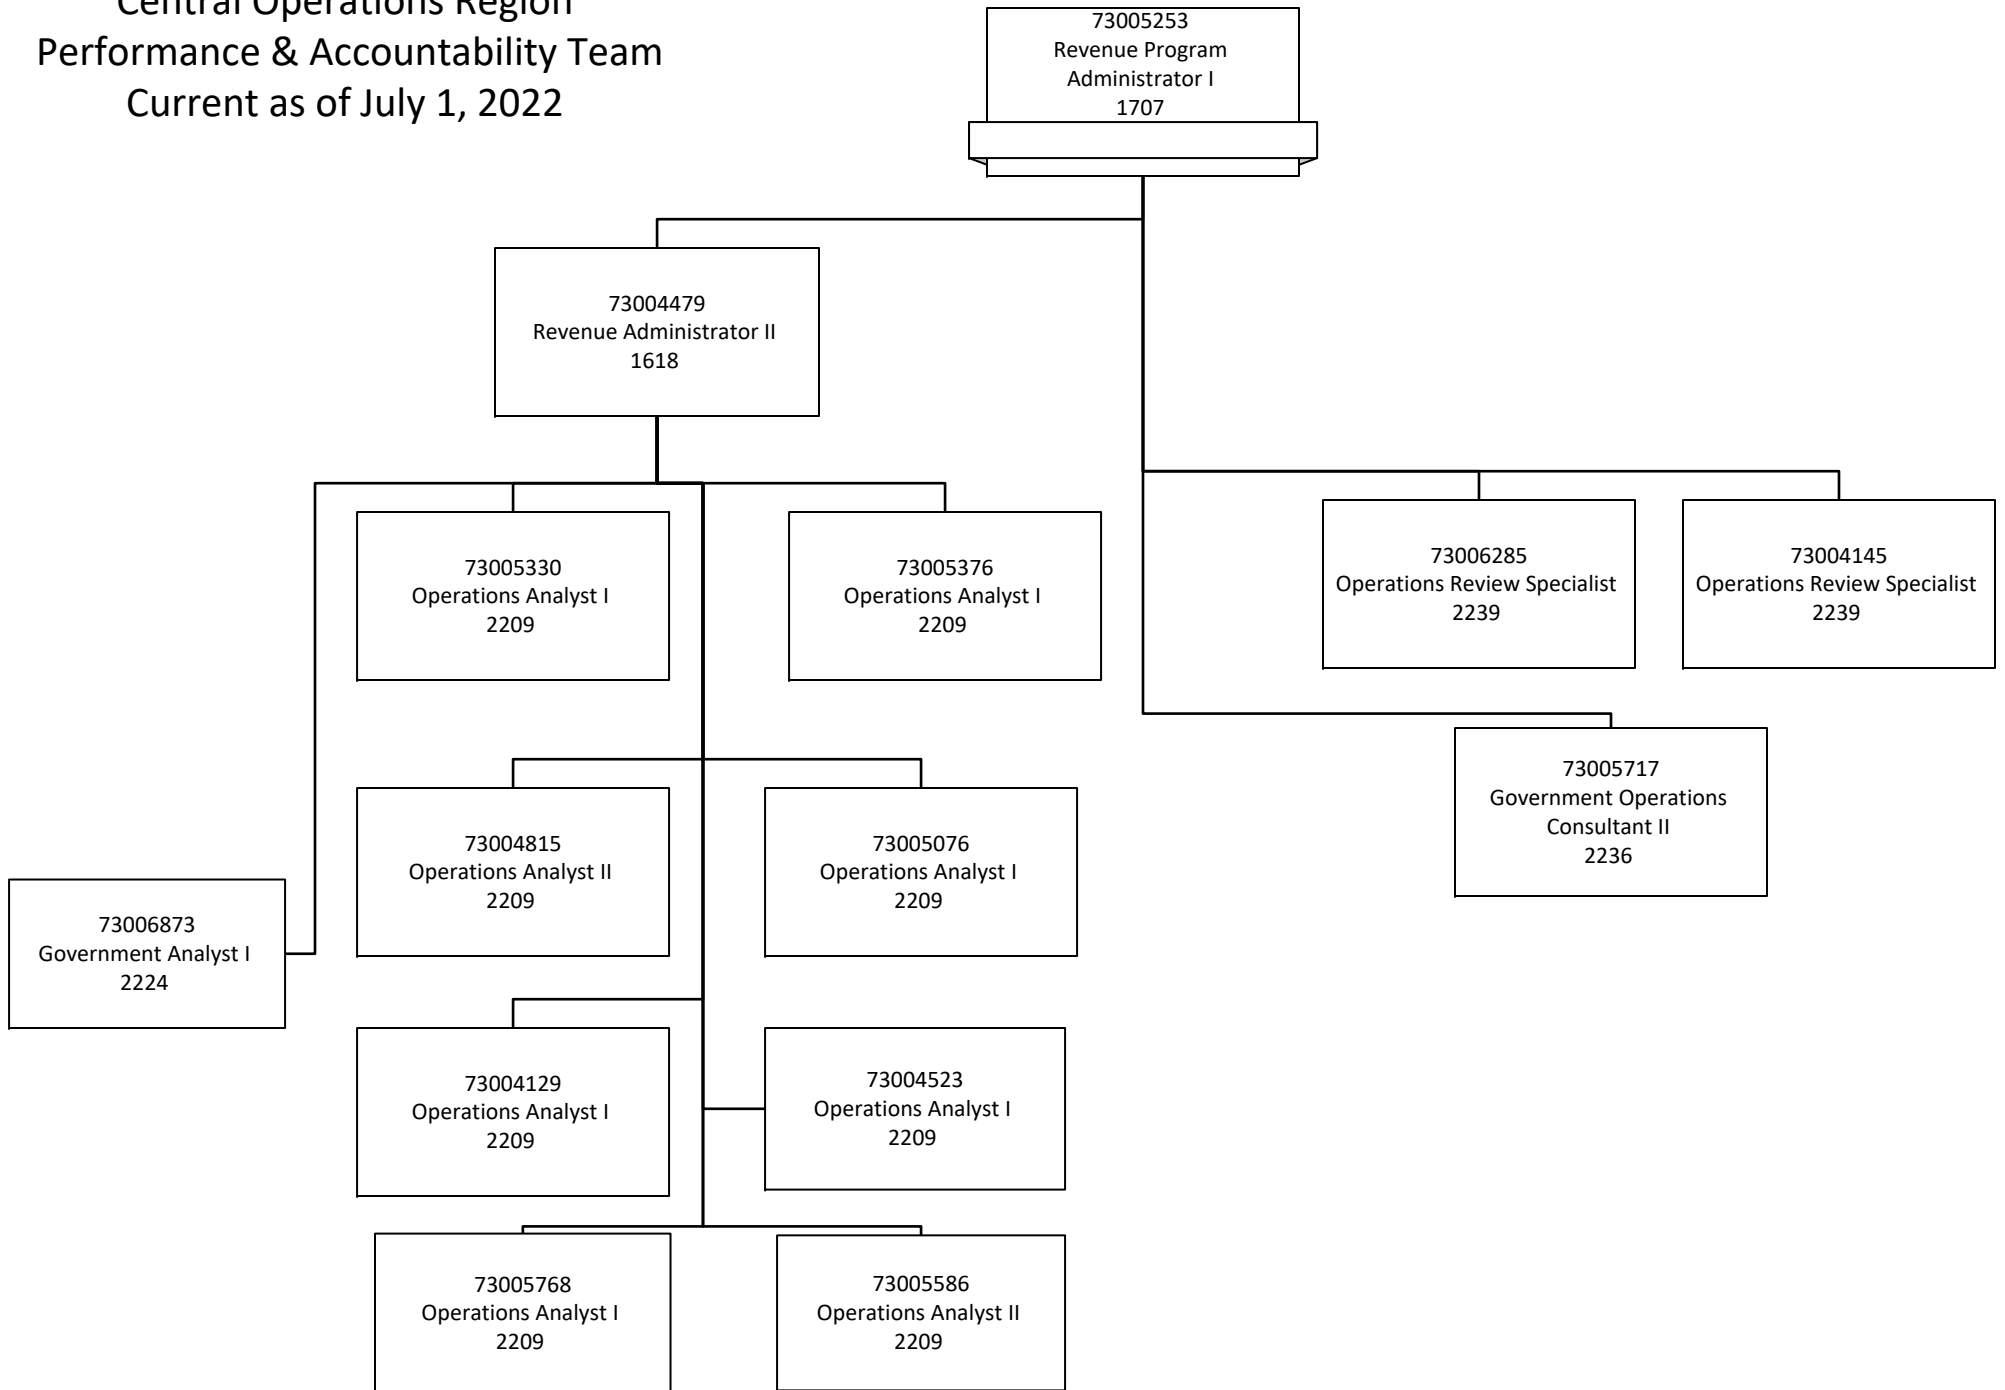 Central Operations Region
Performance & Accountability Team
Current as of July 1, 2022
73005253
Revenue Program
Administrator I
1707
73004479
Revenue Administrator II
1618
73005330
Operations Analyst I
2209
73005376
Operations Analyst I
2209
73006285
Operations Review Specialist
2239
73004145
Operations Review Specialist
2239
73005717
Government Operations
Consultant II
2236
73004815
Operations Analyst II
2209
73005076
Operations Analyst I
2209
73006873
Government Analyst I
2224
73004129
Operations Analyst I
2209
73004523
Operations Analyst I
2209
73005768
Operations Analyst I
2209
73005586
Operations Analyst II
2209